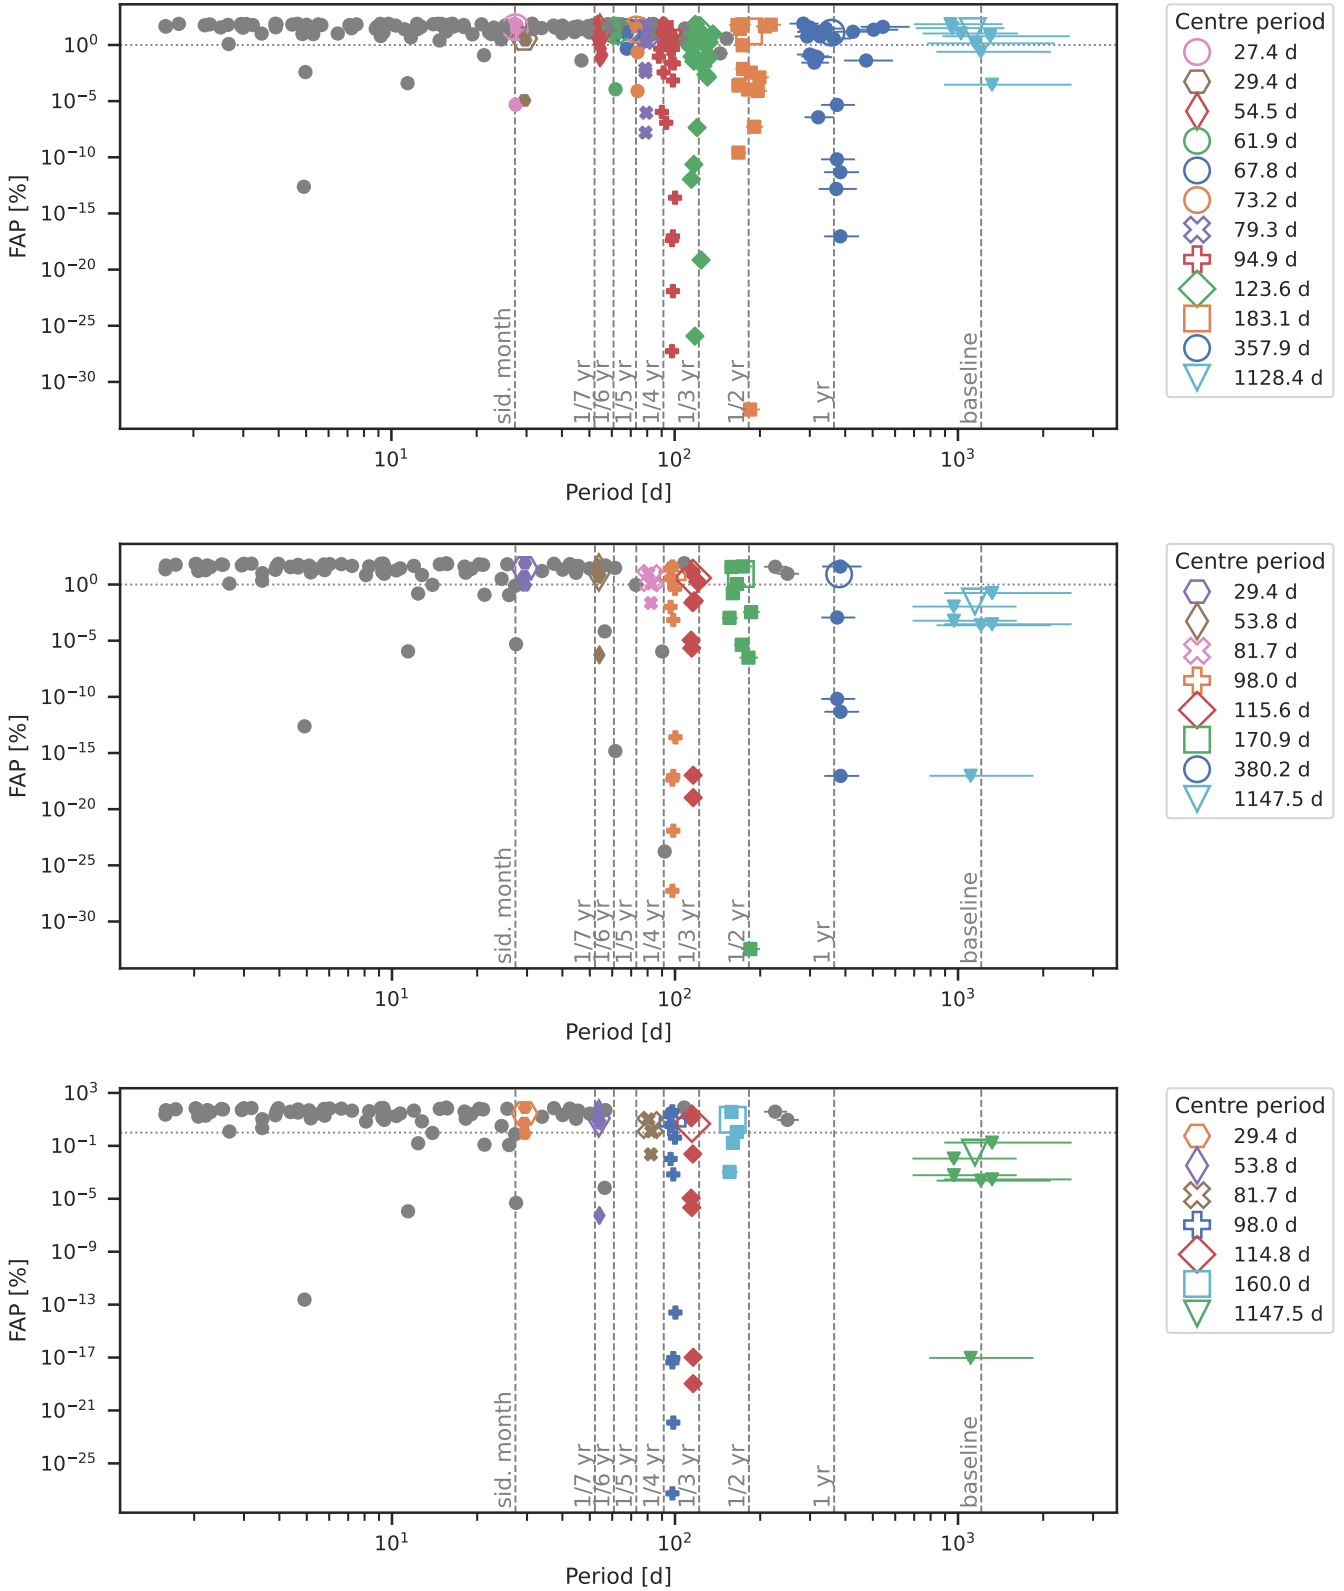 10^0
10^−5
10^−10
10^−15
10^−20
10^−25
10^−30
FAP [%]
sid. month
1/7 yr
1/6 yr
1/5 yr
1/4 yr
1/3 yr
1/2 yr
1 yr
baseline
10^1
10^2
10^3
Period [d]
Centre period
27.4 d
29.4 d
54.5 d
61.9 d
67.8 d
73.2 d
79.3 d
94.9 d
123.6 d
183.1 d
357.9 d
1128.4 d
10^0
10^−5
10^−10
10^−15
10^−20
10^−25
10^−30
FAP [%]
sid. month
1/7 yr
1/6 yr
1/5 yr
1/4 yr
1/3 yr
1/2 yr
1 yr
baseline
10^1
10^2
10^3
Period [d]
Centre period
29.4 d
53.8 d
81.7 d
98.0 d
115.6 d
170.9 d
380.2 d
1147.5 d
10^3
10^−1
10^−5
10^−9
10^−13
10^−17
10^−21
10^−25
FAP [%]
sid. month
1/7 yr
1/6 yr
1/5 yr
1/4 yr
1/3 yr
1/2 yr
1 yr
baseline
10^1
10^2
10^3
Period [d]
Centre period
29.4 d
53.8 d
81.7 d
98.0 d
114.8 d
160.0 d
1147.5 d